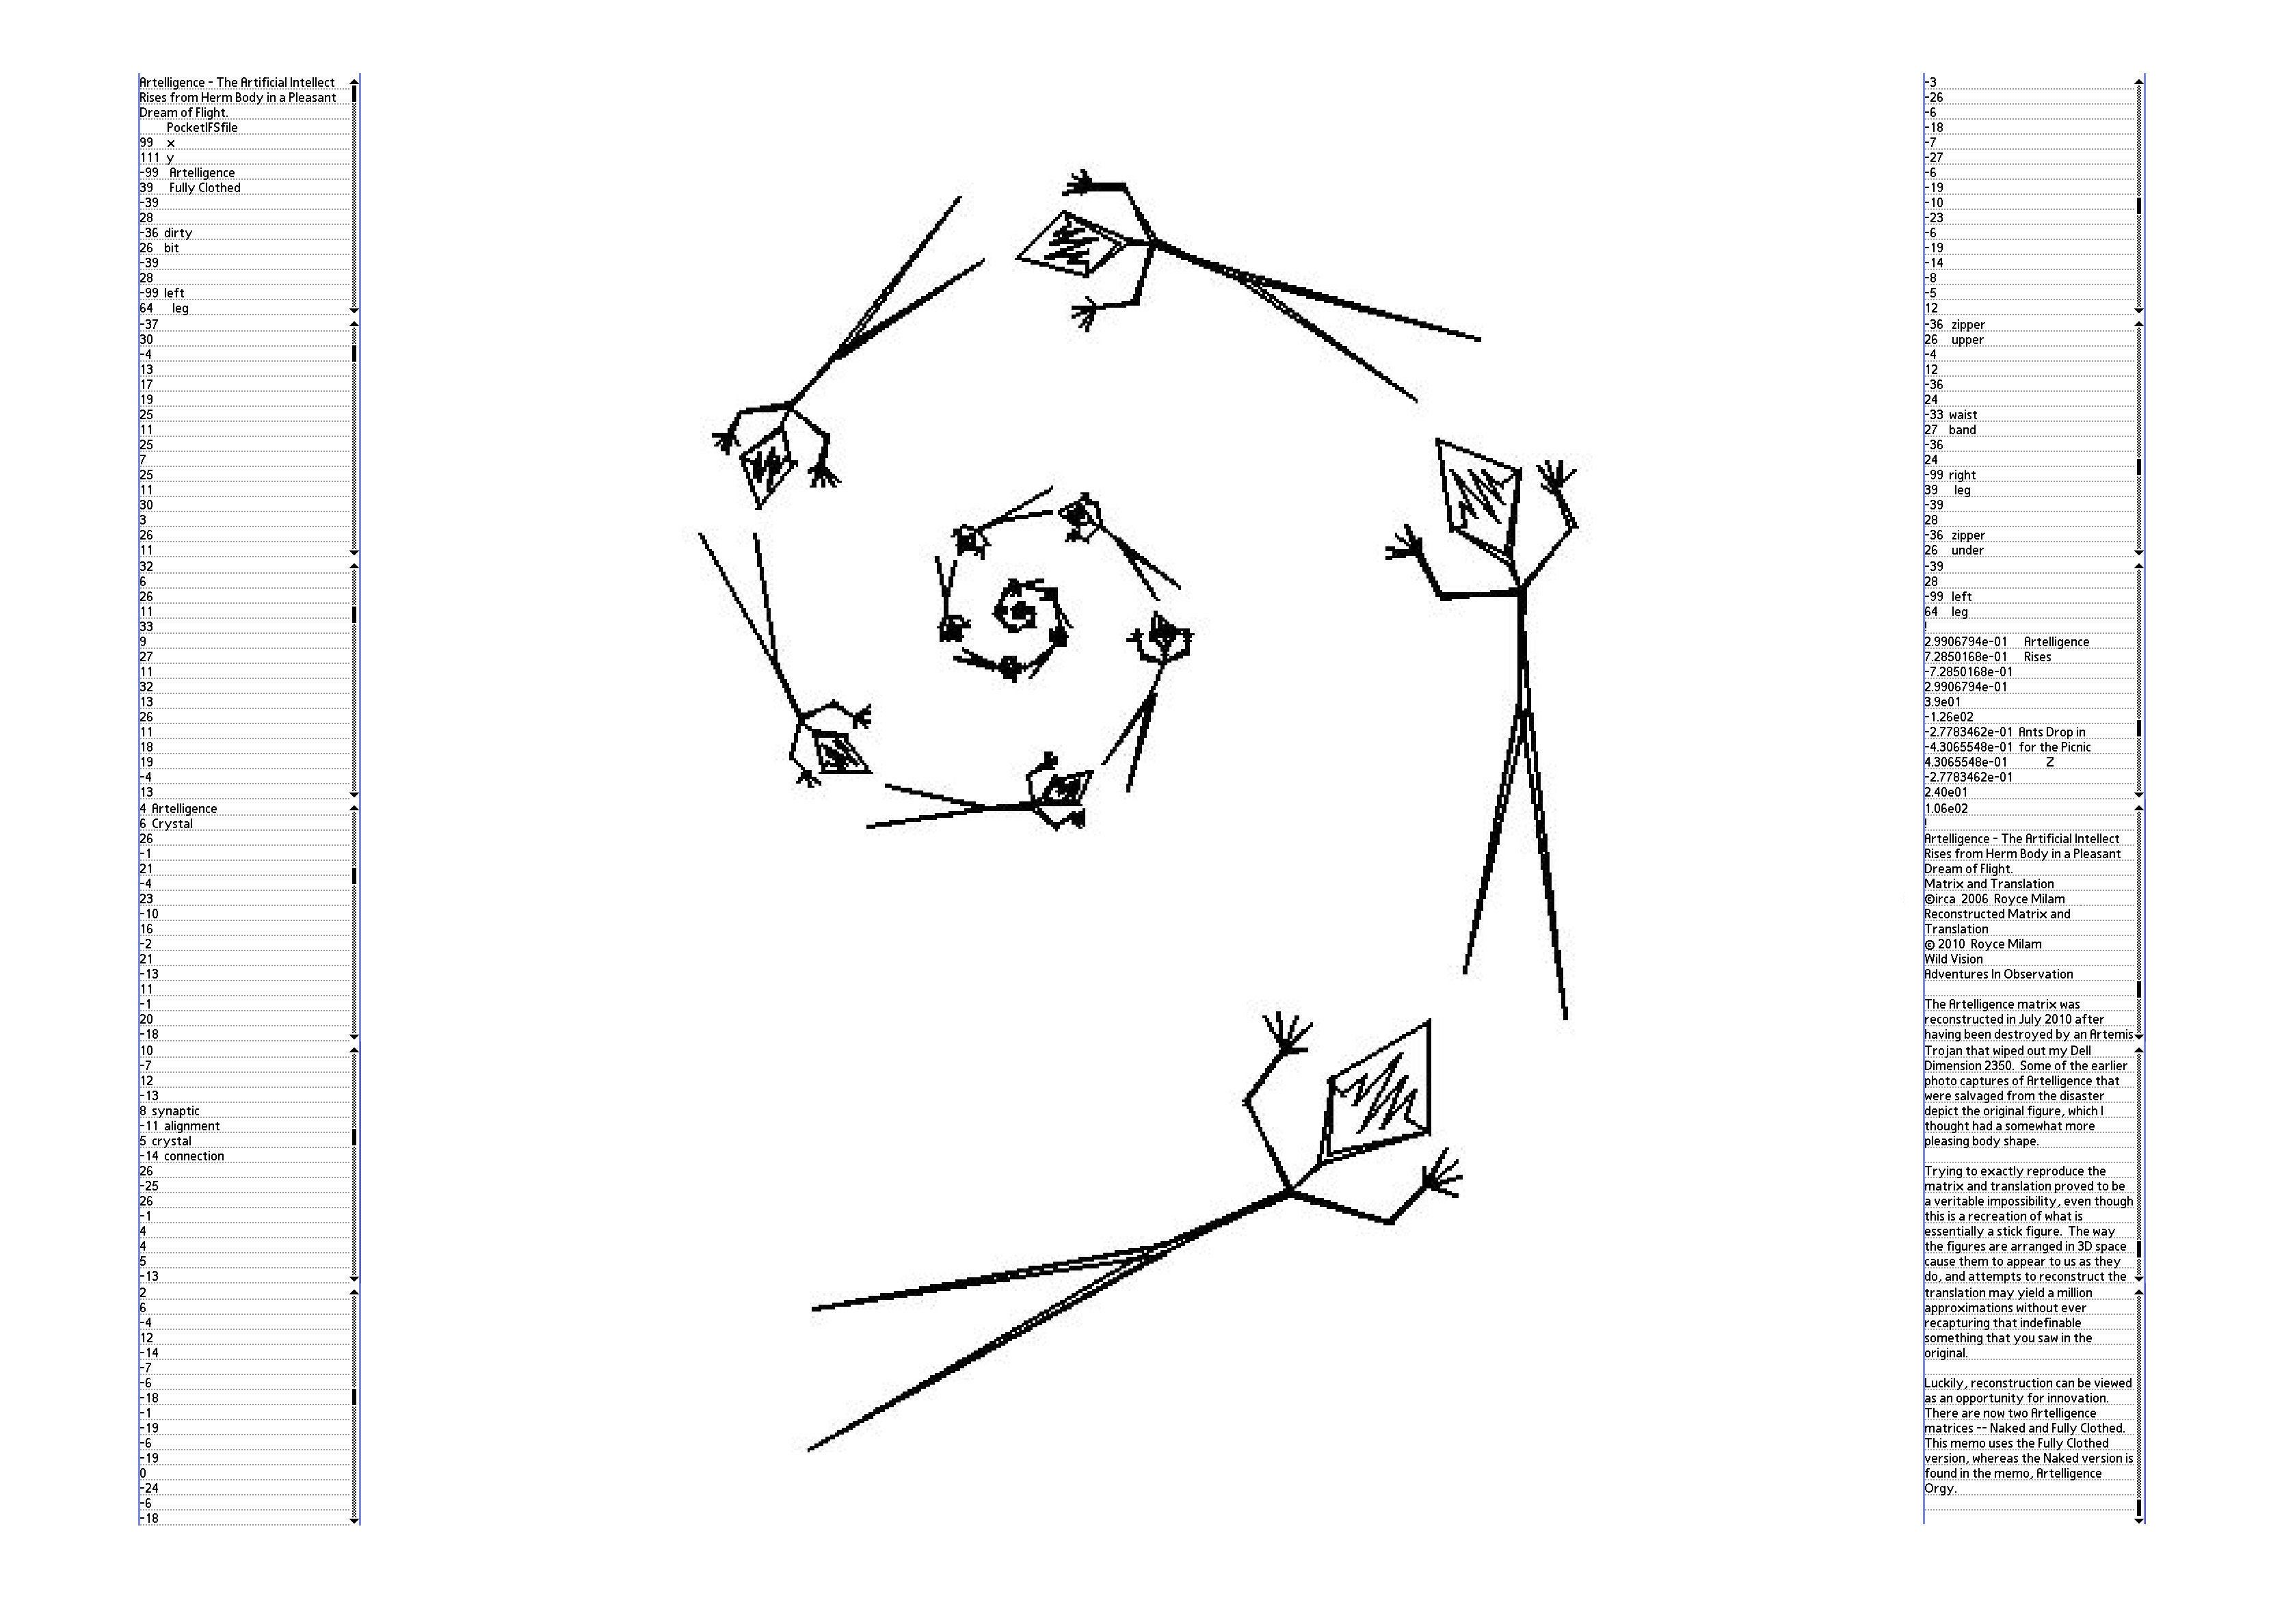 Artelligence - The Artificial Intellect
Rises from Herm Body in a Pleasant
Dream of Flight.
PocketIFSfile
99 x
111 y
-99 Artelligence
39 Fully Clothed
-39
28
-36 dirty
26 bit
-39
28
-99 left
64 leg
-37
30
-4
13
17
19
25
11
25
7
25
11
30
3
26
11
32
6
26
11
33
9
27
11
32
13
26
11
18
19
-4
13
4 Artelligence
6 Crystal
26
-1
21
-4
23
-10
16
-2
21
-13
11
-1
20
-18
10
-7
12
-13
8 synaptic
-11 alignment
5 crystal
-14 connection
26
-25
26
-1
4
4
5
-13
2
6
-4
12
-14
-7
-6
-18
-1
-19
-6
-19
0
-24
-6
-18
-3
-26
-6
-18
-7
-27
-6
-19
-10
-23
-6
-19
-14
-8
-5
12
-36 zipper
26 upper
-4
12
-36
24
-33 waist
27 band
-36
24
-99 right
39 leg
-39
28
-36 zipper
26 under
-39
28
-99 left
64 leg
!
2.9906794e-01 Artelligence
7.2850168e-01 Rises
-7.2850168e-01
2.9906794e-01
3.9e01
-1.26e02
-2.7783462e-01 Ants Drop in
-4.3065548e-01 for the Picnic
4.3065548e-01 Z
-2.7783462e-01
2.40e01
1.06e02
!
Artelligence - The Artificial Intellect
Rises from Herm Body in a Pleasant
Dream of Flight.
Matrix and Translation
©irca 2006 Royce Milam
Reconstructed Matrix and
Translation
© 2010 Royce Milam
Wild Vision
Adventures In Observation
The Artelligence matrix was
reconstructed in July 2010 after
having been destroyed by an Artemis
Trojan that wiped out my Dell
Dimension 2350. Some of the earlier
photo captures of Artelligence that
were salvaged from the disaster
depict the original figure, which I
thought had a somewhat more
pleasing body shape.
Trying to exactly reproduce the
matrix and translation proved to be
a veritable impossibility, even though
this is a recreation of what is
essentially a stick figure. The way
the figures are arranged in 3D space
cause them to appear to us as they
do, and attempts to reconstruct the
translation may yield a million
approximations without ever
recapturing that indefinable
something that you saw in the
original.
Luckily, reconstruction can be viewed
as an opportunity for innovation.
There are now two Artelligence
matrices -- Naked and Fully Clothed.
This memo uses the Fully Clothed
version, whereas the Naked version is
found in the memo, Artelligence
Orgy.